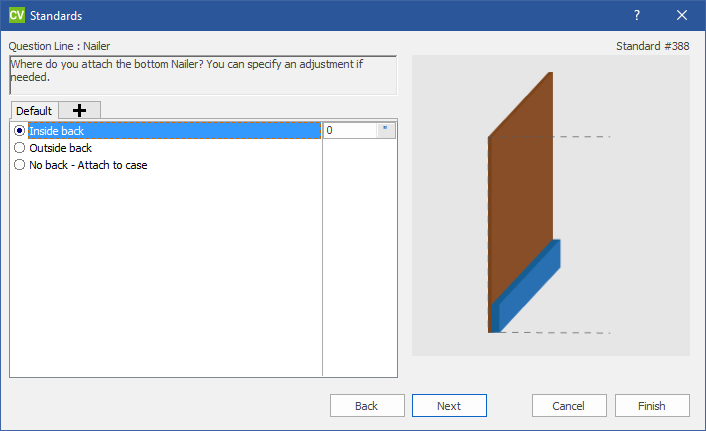 CV Standards ? ×
Question Line : Nailer
Standard #388
Where do you attach the bottom Nailer? You can specify an adjustment if
needed.
Default +
Inside back 0 "
Outside back
No back - Attach to case
Back Next Cancel Finish